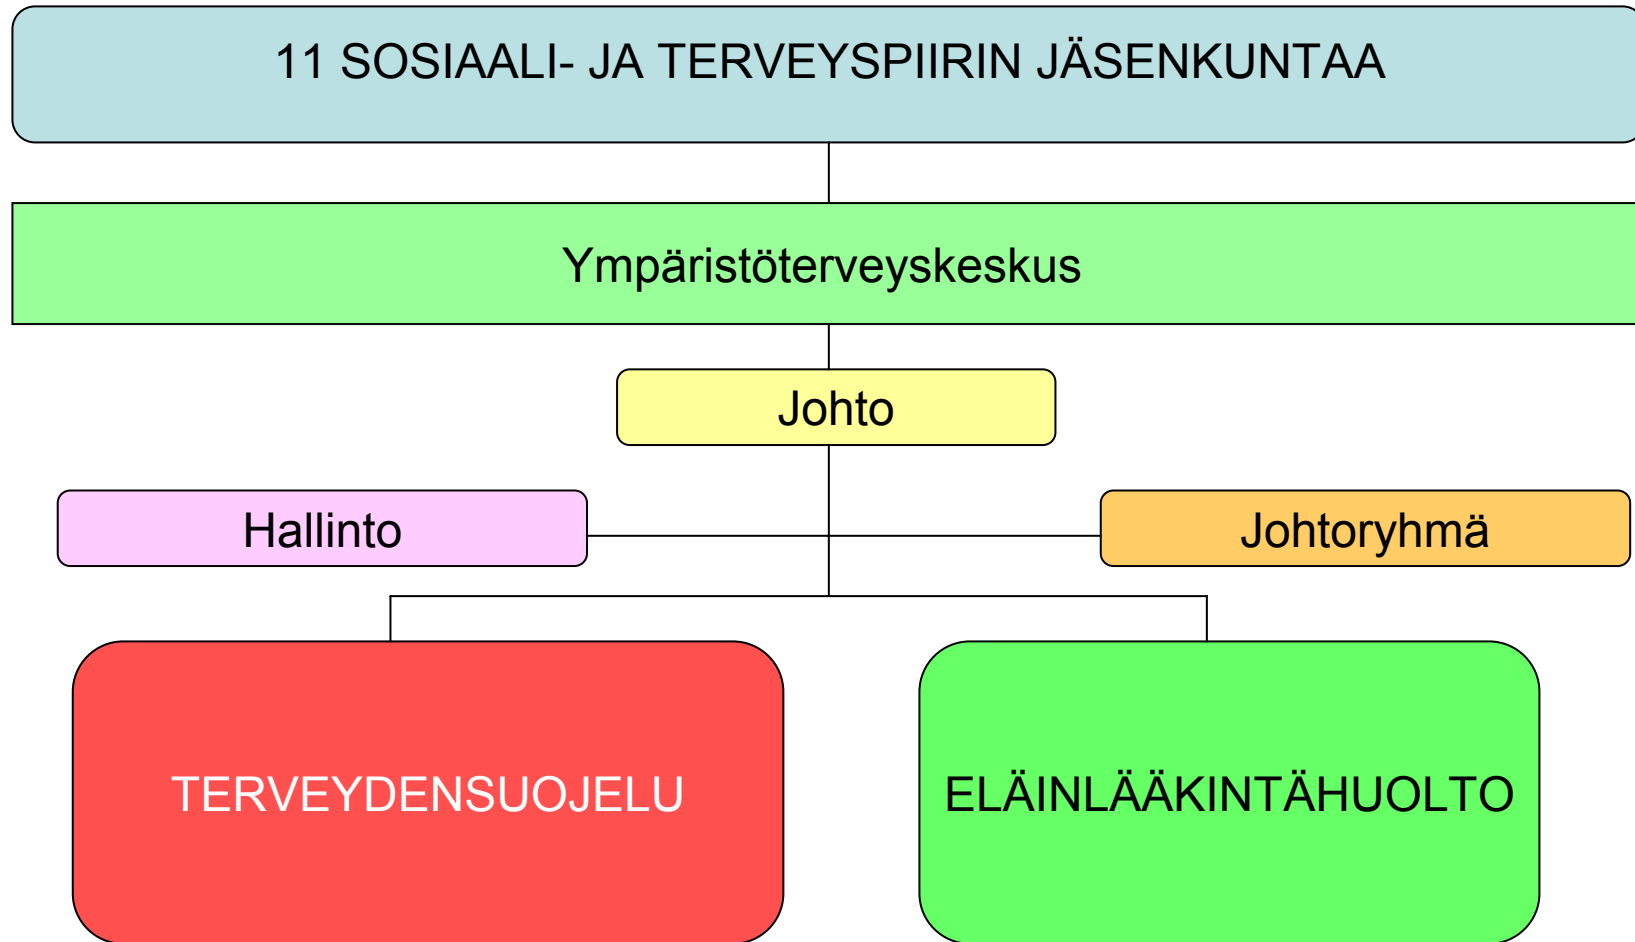 11 SOSIAALI- JA TERVEYSPIIRIN JÄSENKUNTAA
Ympäristöterveyskeskus
Johto
Hallinto
Johtoryhmä
TERVEYDENSUOJELU
ELÄINLÄÄKINTÄHUOLTO